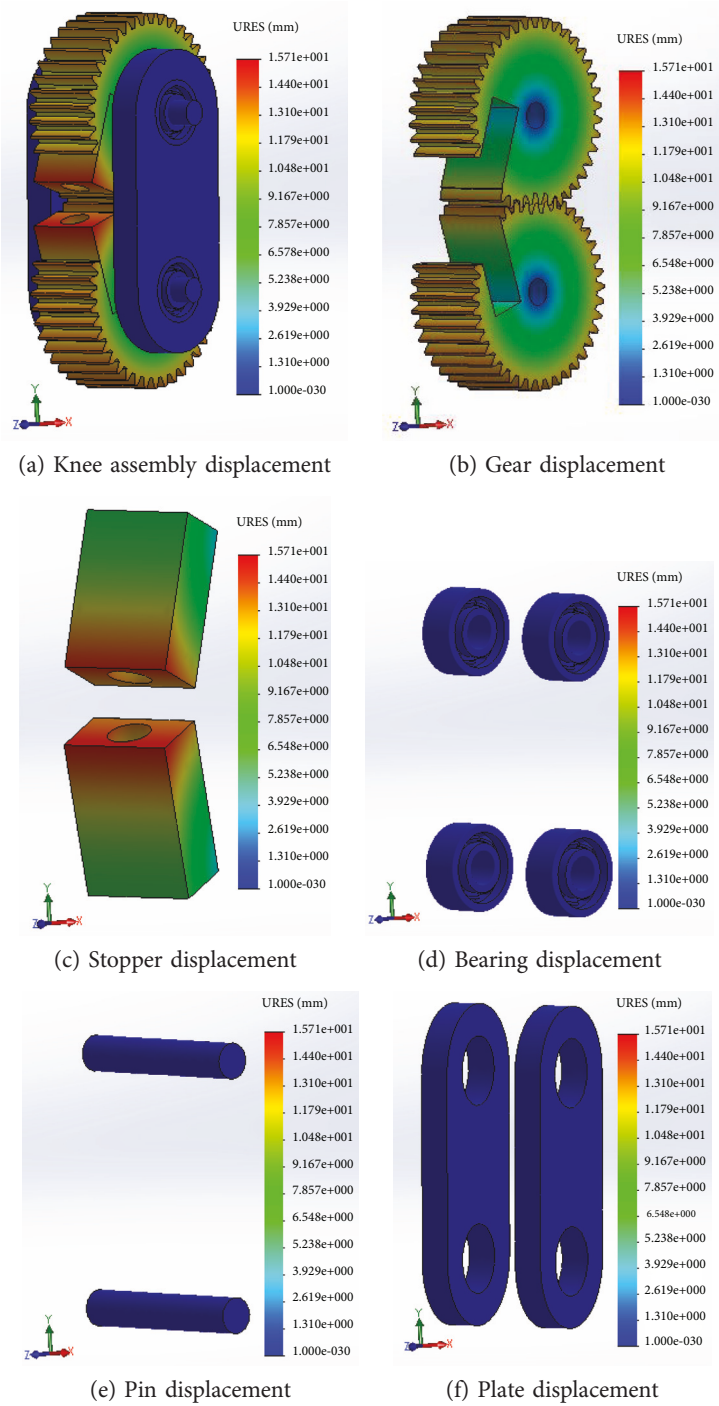 URES (mm)
1.571e+001
1.440e+001
1.310e+001
1.179e+001
1.048e+001
9.167e+000
7.857e+000
6.578e+000
5.238e+000
3.929e+000
2.619e+000
1.310e+000
1.000e-030
Y
Z X
(a) Knee assembly displacement
URES (mm)
1.571e+001
1.440e+001
1.310e+001
1.179e+001
1.048e+001
9.167e+000
7.857e+000
6.548e+000
5.238e+000
3.929e+000
2.619e+000
1.310e+000
1.000e-030
Y
Z X
(b) Gear displacement
URES (mm)
1.571e+001
1.440e+001
1.310e+001
1.179e+001
1.048e+001
9.167e+000
7.857e+000
6.548e+000
5.238e+000
3.929e+000
2.619e+000
1.310e+000
1.000e-030
Y
Z X
(c) Stopper displacement
URES (mm)
1.571e+001
1.440e+001
1.310e+001
1.179e+001
1.048e+001
9.167e+000
7.857e+000
6.548e+000
5.238e+000
3.929e+000
2.619e+000
1.310e+000
1.000e-030
Y
Z X
(d) Bearing displacement
URES (mm)
1.571e+001
1.440e+001
1.310e+001
1.179e+001
1.048e+001
9.167e+000
7.857e+000
6.548e+000
5.238e+000
3.929e+000
2.619e+000
1.310e+000
1.000e-030
Y
Z X
(e) Pin displacement
URES (mm)
1.571e+001
1.440e+001
1.310e+001
1.179e+001
1.048e+001
9.167e+000
7.857e+000
6.548e+000
5.238e+000
3.929e+000
2.619e+000
1.310e+000
1.000e-030
Y
Z X
(f) Plate displacement